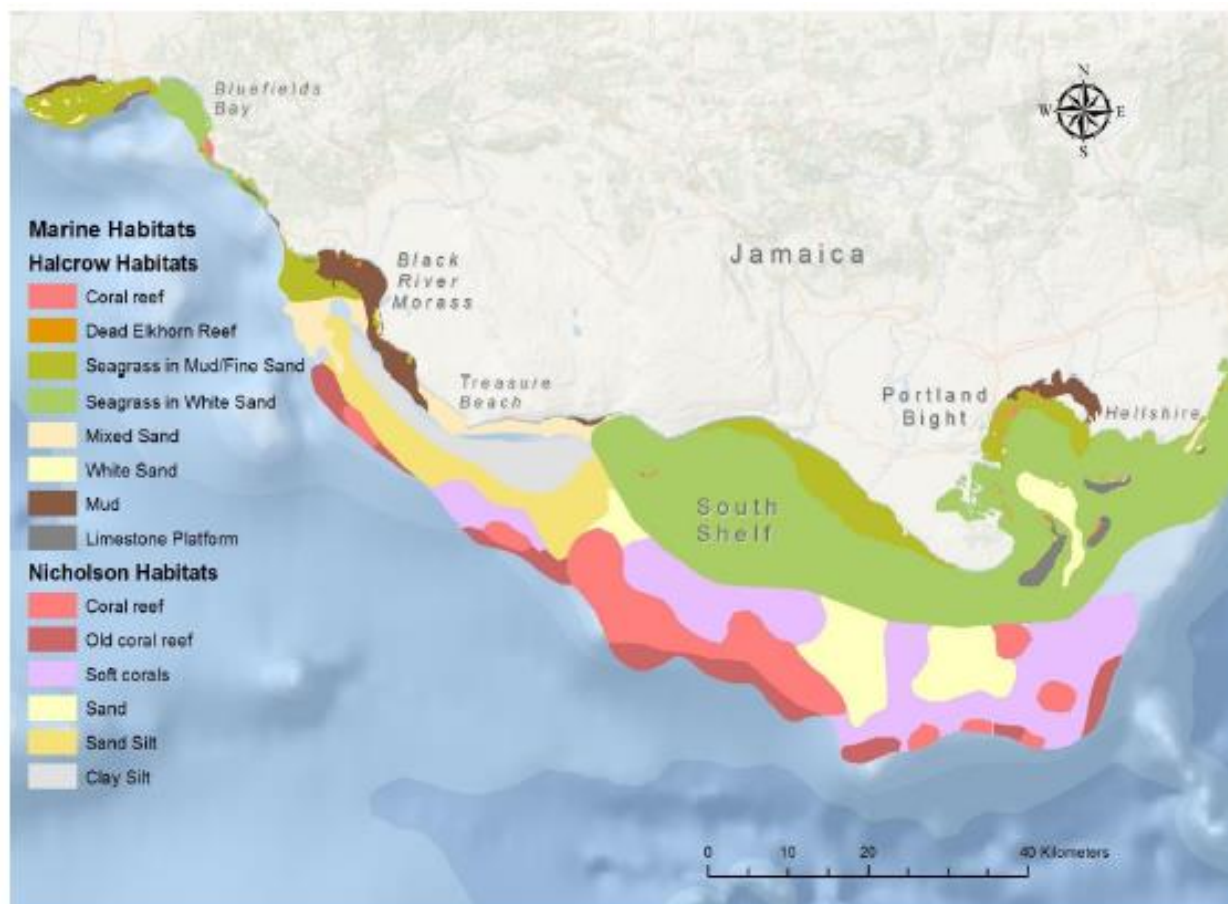 Bluefields
Bay
N
W
E
S
Marine Habitats
Halcrow Habitats
Coral reef
Dead Elkhorn Reef
Seagrass in Mud/Fine Sand
Seagrass in White Sand
Mixed Sand
White Sand
Mud
Limestone Platform
Nicholson Habitats
Coral reef
Old coral reef
Soft corals
Sand
Sand Silt
Clay Silt
Jamaica
Black
River
Morass
Treasure
Beach
Portland
Bight
Hellshire
South
Shelf
0 10 20 40 Kilometers